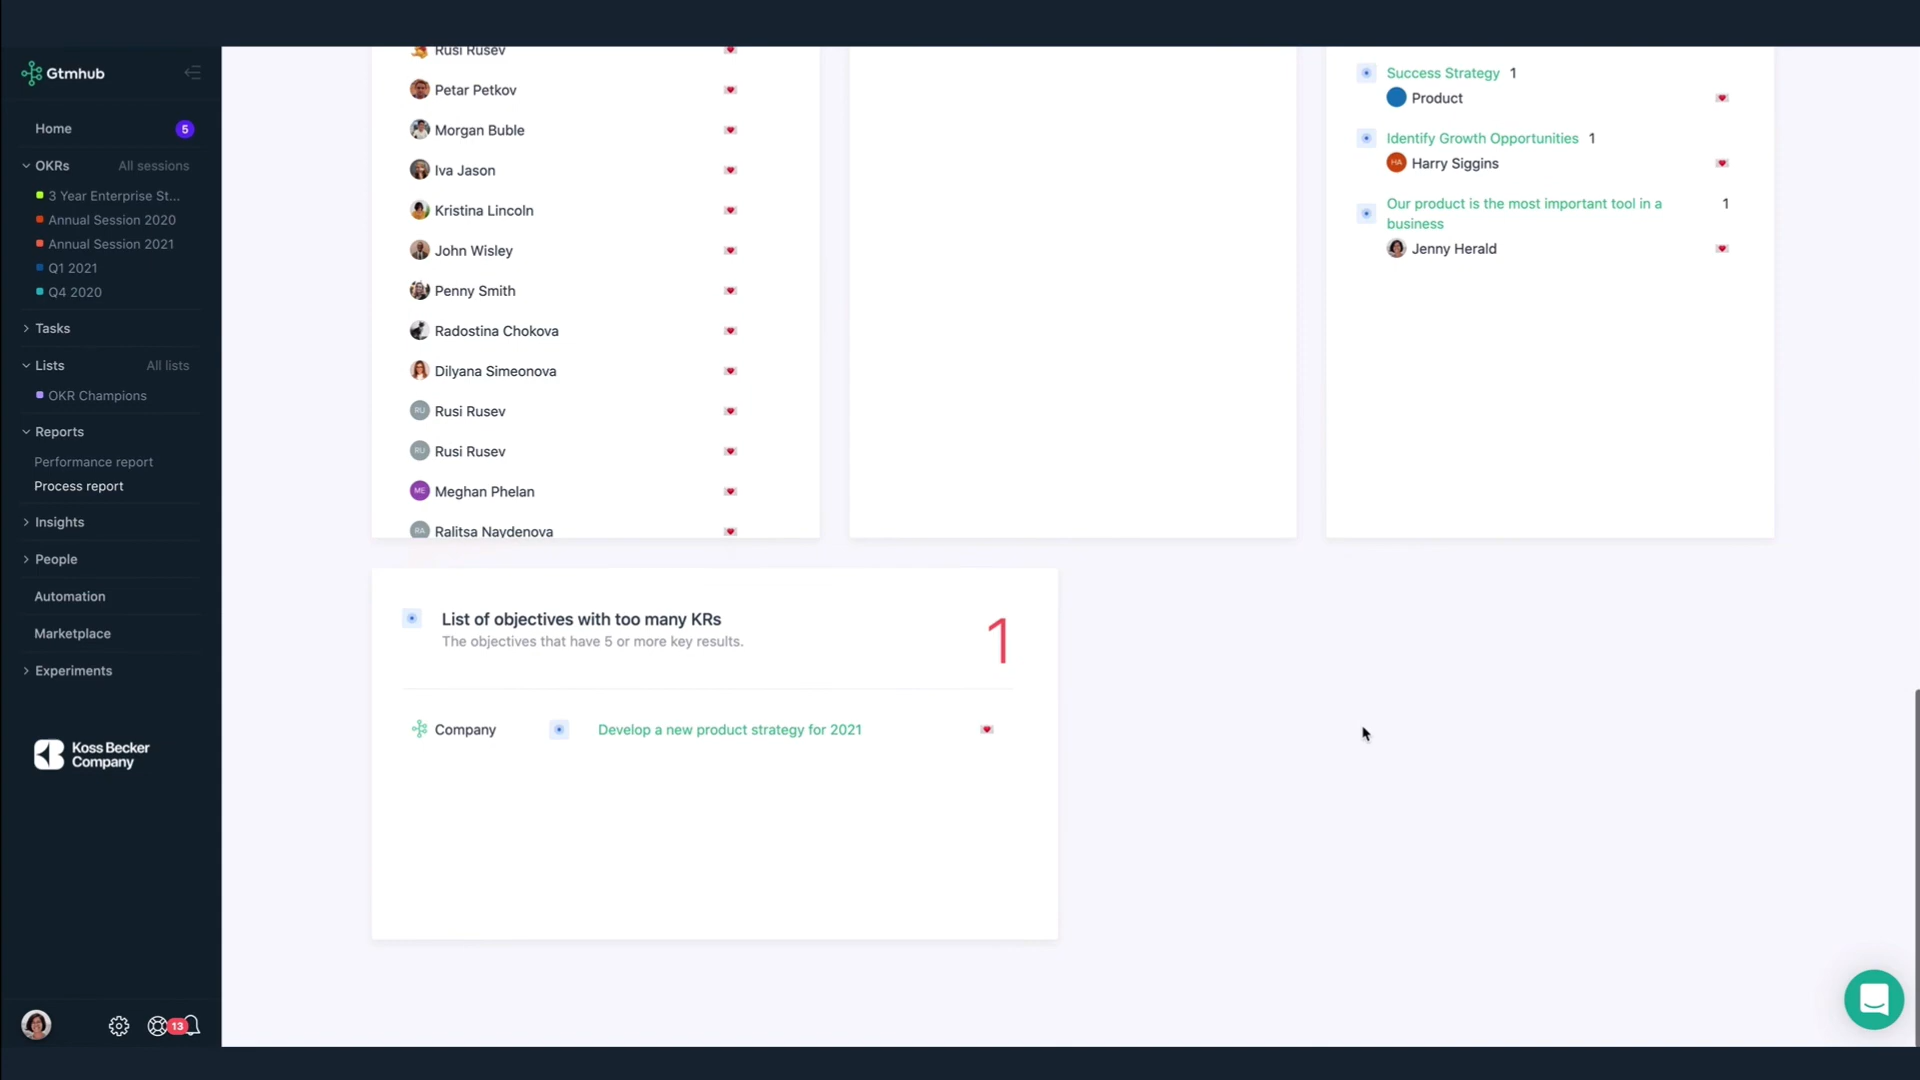 Gtmhub
Home 5
OKRs All sessions
3 Year Enterprise St...
Annual Session 2020
Annual Session 2021
Q1 2021
Q4 2020
Tasks
Lists All lists
OKR Champions
Reports
Performance report
Process report
Insights
People
Automation
Marketplace
Experiments
Koss Becker
Company
13
Rusi Rusev
Petar Petkov
Morgan Buble
Iva Jason
Kristina Lincoln
John Wisley
Penny Smith
Radostina Chokova
Dilyana Simeonova
RU Rusi Rusev
RU Rusi Rusev
ME Meghan Phelan
RA Ralitsa Naydenova
Success Strategy 1
Product
Identify Growth Opportunities 1
HA Harry Siggins
Our product is the most important tool in a 1
business
Jenny Herald
List of objectives with too many KRs
The objectives that have 5 or more key results.
1
Company Develop a new product strategy for 2021